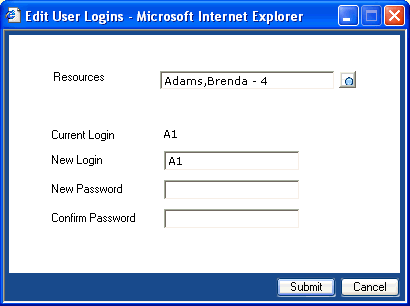 Edit User Logins - Microsoft Internet Explorer
Resources Adams,Brenda - 4
Current Login A1
New Login A1
New Password
Confirm Password
Submit Cancel